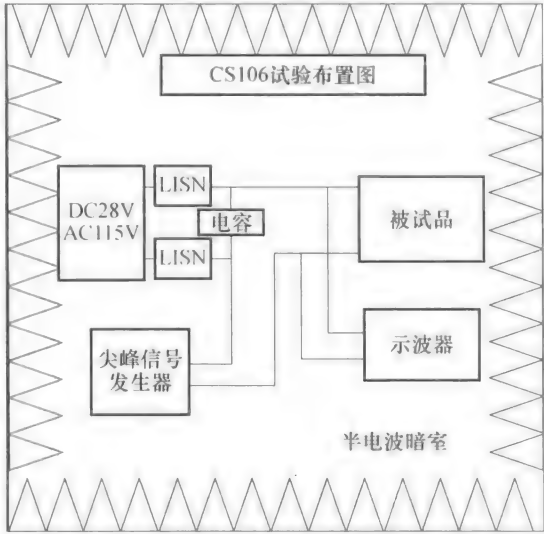 CS106试验布置图
LISN
DC28V
AC115V
电容
被试品
LISN
尖峰信号
发生器
示波器
半电波暗室